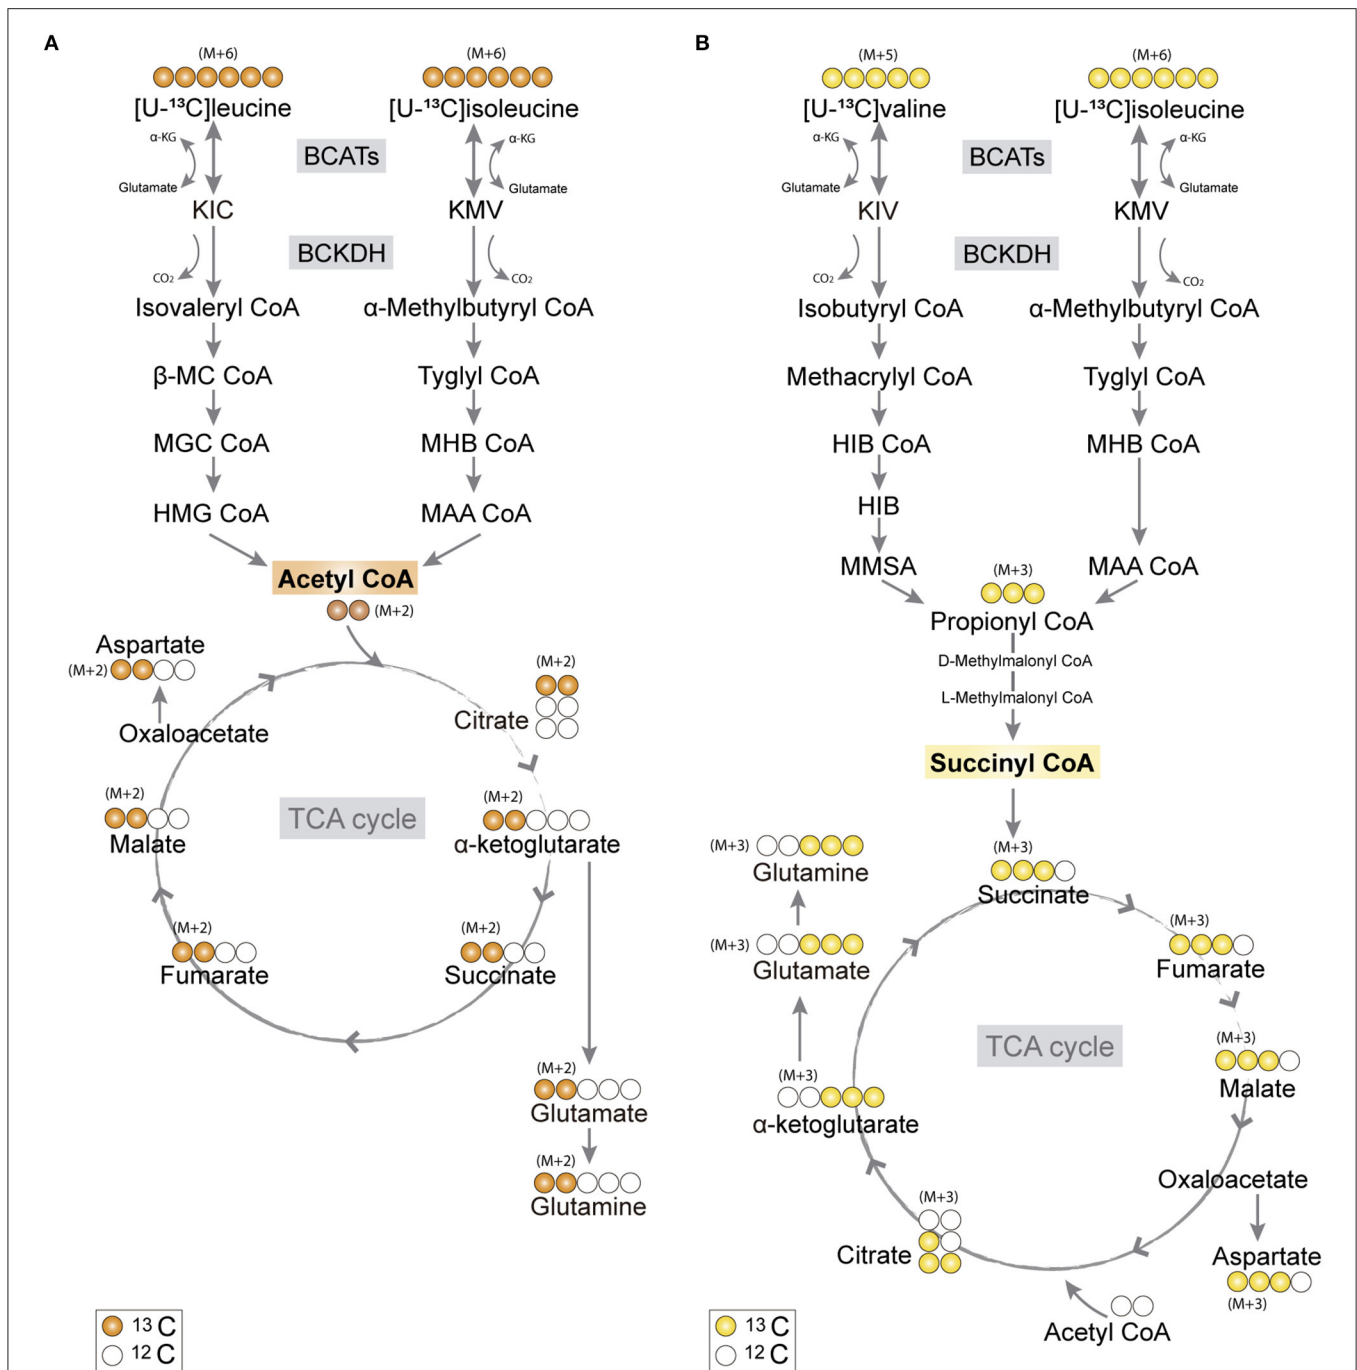 A
(M+6)
(M+6)
[U-¹³C]leucine
[U-¹³C]isoleucine
α-KG
α-KG
BCATs
Glutamate
Glutamate
KIC
KMV
BCKDH
CO₂
CO₂
Isovaleryl CoA
α-Methylbutyryl CoA
β-MC CoA
Tyglyl CoA
MGC CoA
MHB CoA
HMG CoA
MAA CoA
Acetyl CoA
(M+2)
Aspartate
(M+2)
(M+2)
Citrate
Oxaloacetate
(M+2)
(M+2)
TCA cycle
Malate
α-ketoglutarate
(M+2)
(M+2)
Fumarate
Succinate
(M+2)
Glutamate
(M+2)
Glutamine
¹³C
¹²C
B
(M+5)
(M+6)
[U-¹³C]valine
[U-¹³C]isoleucine
α-KG
α-KG
BCATs
Glutamate
Glutamate
KIV
KMV
BCKDH
CO₂
CO₂
Isobutyryl CoA
α-Methylbutyryl CoA
Methacrylyl CoA
Tyglyl CoA
HIB CoA
MHB CoA
HIB
MMSA
MAA CoA
(M+3)
Propionyl CoA
D-Methylmalonyl CoA
L-Methylmalonyl CoA
Succinyl CoA
(M+3)
(M+3)
Glutamine
Succinate
(M+3)
(M+3)
Glutamate
Fumarate
TCA cycle
(M+3)
Malate
(M+3)
α-ketoglutarate
Oxaloacetate
(M+3)
Citrate
Aspartate
(M+3)
Acetyl CoA
¹³C
¹²C